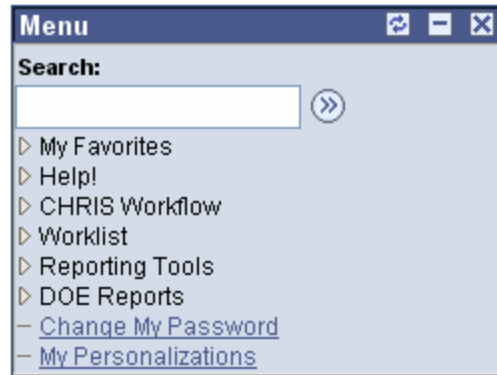 Menu
Search:
My Favorites
Help!
CHRIS Workflow
Worklist
Reporting Tools
DOE Reports
Change My Password
My Personalizations